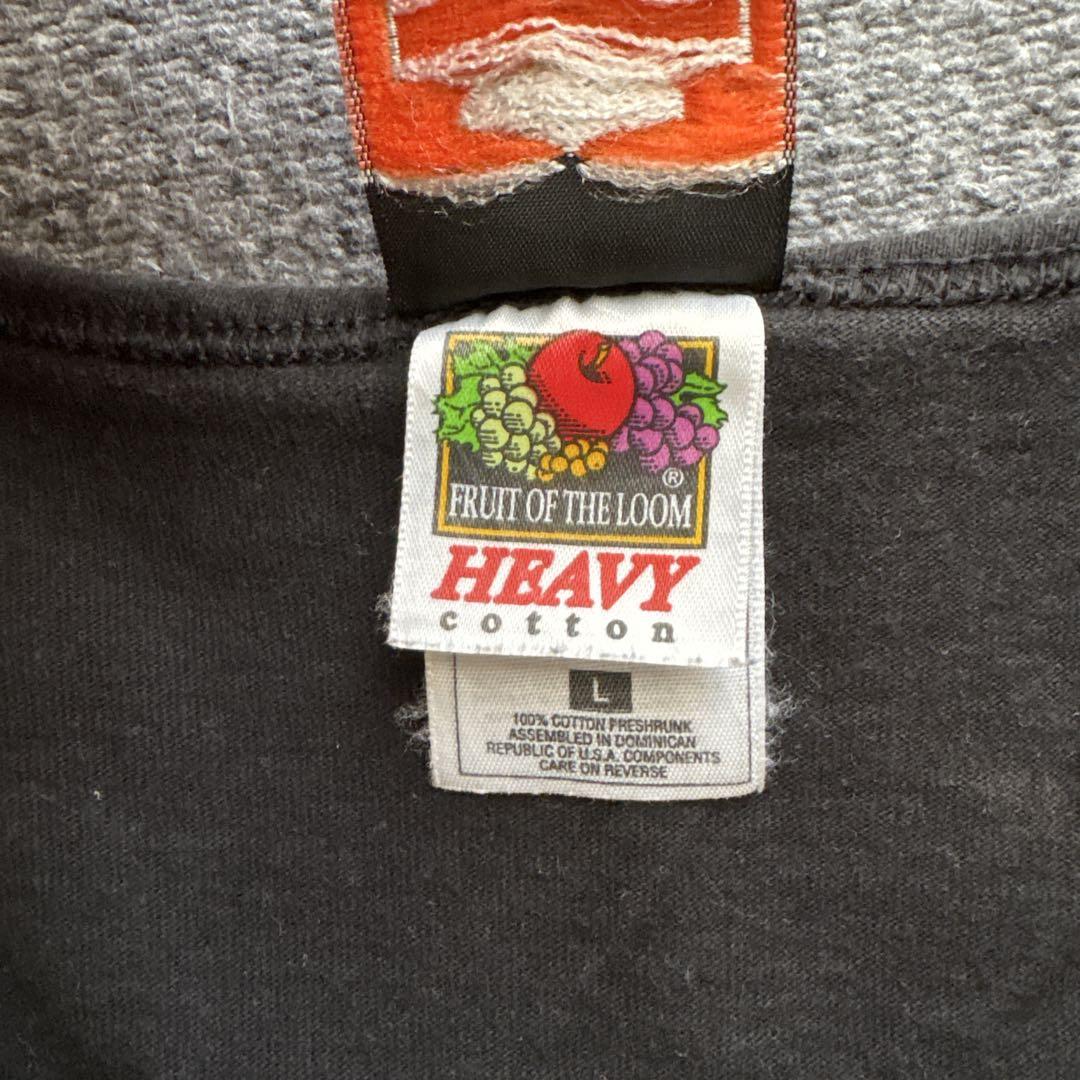 ®
FRUIT OF THE LOOM
HEAVY
cotton
L
100% COTTON PRESHRUNK
ASSEMBLED IN DOMINICAN
REPUBLIC OF U.S.A. COMPONENTS
CARE ON REVERSE